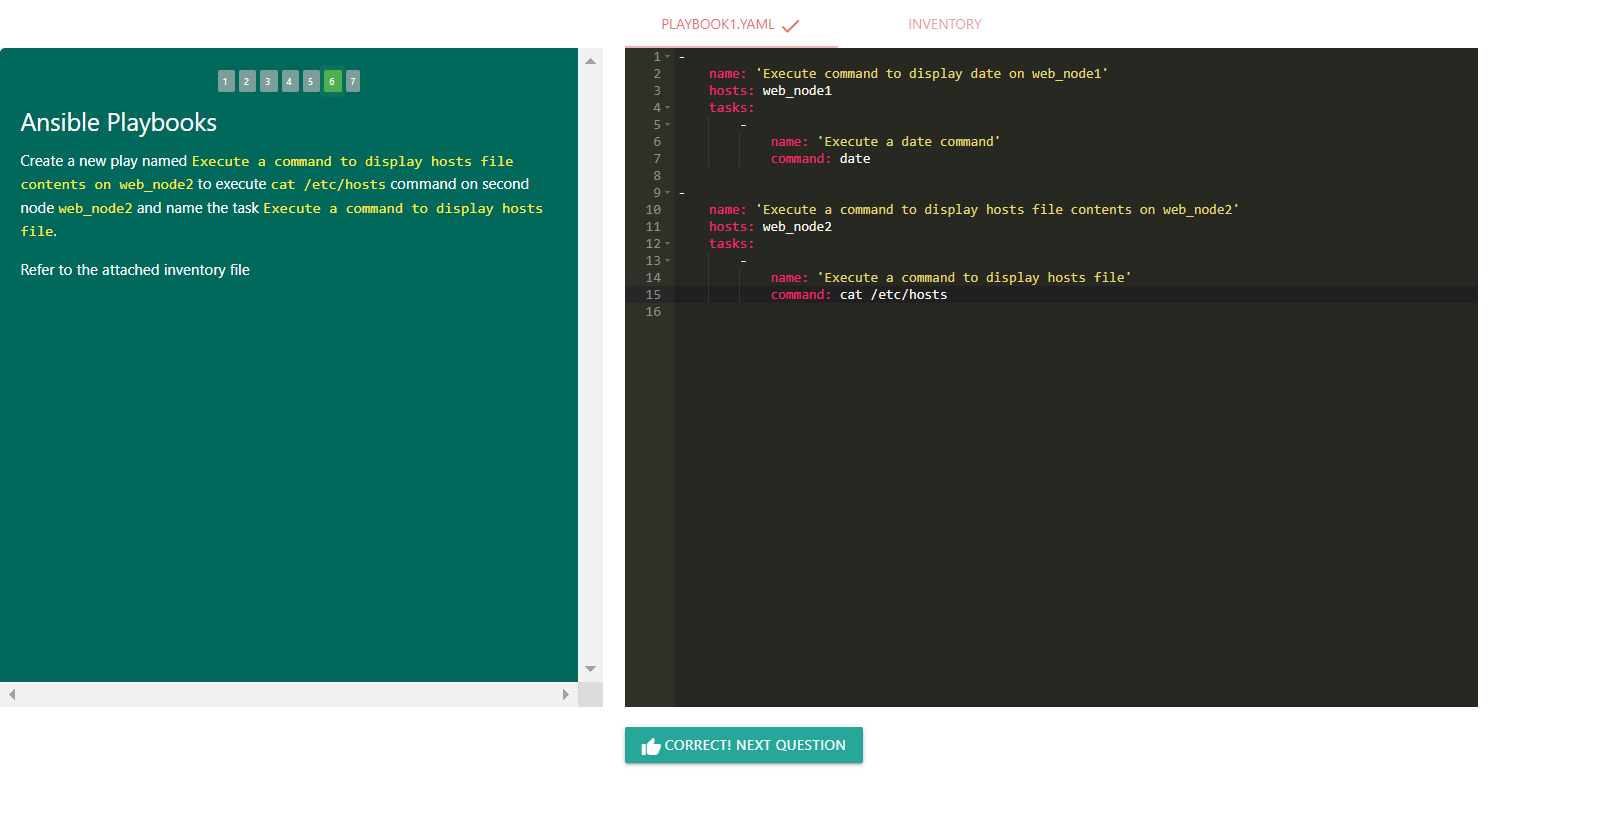 PLAYBOOK1.YAML
INVENTORY
1 2 3 4 5 6 7
Ansible Playbooks
Create a new play named Execute a command to display hosts file
contents on web_node2 to execute cat /etc/hosts command on second
node web_node2 and name the task Execute a command to display hosts
file.
Refer to the attached inventory file
1 -
2     name: 'Execute command to display date on web_node1'
3     hosts: web_node1
4     tasks:
5         -
6             name: 'Execute a date command'
7             command: date
8
9 -
10     name: 'Execute a command to display hosts file contents on web_node2'
11     hosts: web_node2
12     tasks:
13         -
14             name: 'Execute a command to display hosts file'
15             command: cat /etc/hosts
16
CORRECT! NEXT QUESTION